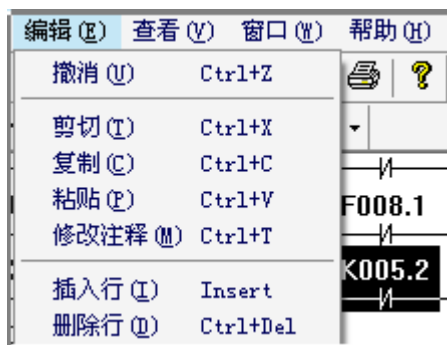 编辑(E) 查看(V) 窗口(W) 帮助(H)
撤消(U) Ctrl+Z
剪切(T) Ctrl+X
复制(C) Ctrl+C
粘贴(P) Ctrl+V
F008.1
修改注释(M) Ctrl+T
K005.2
插入行(I) Insert
删除行(D) Ctrl+Del